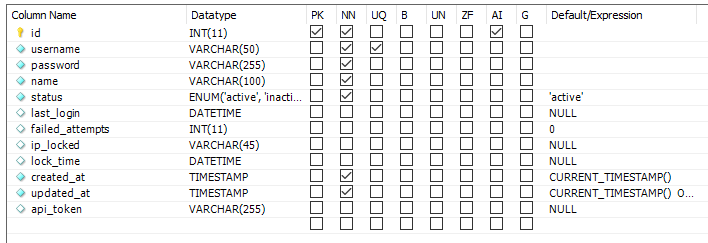 Column Name Datatype PK NN UQ B UN ZF AI G Default/Expression
id INT(11)
username VARCHAR(50)
password VARCHAR(255)
name VARCHAR(100)
status ENUM('active', 'inacti... 'active'
last_login DATETIME NULL
failed_attempts INT(11) 0
ip_locked VARCHAR(45) NULL
lock_time DATETIME NULL
created_at TIMESTAMP CURRENT_TIMESTAMP()
updated_at TIMESTAMP CURRENT_TIMESTAMP() O...
api_token VARCHAR(255) NULL